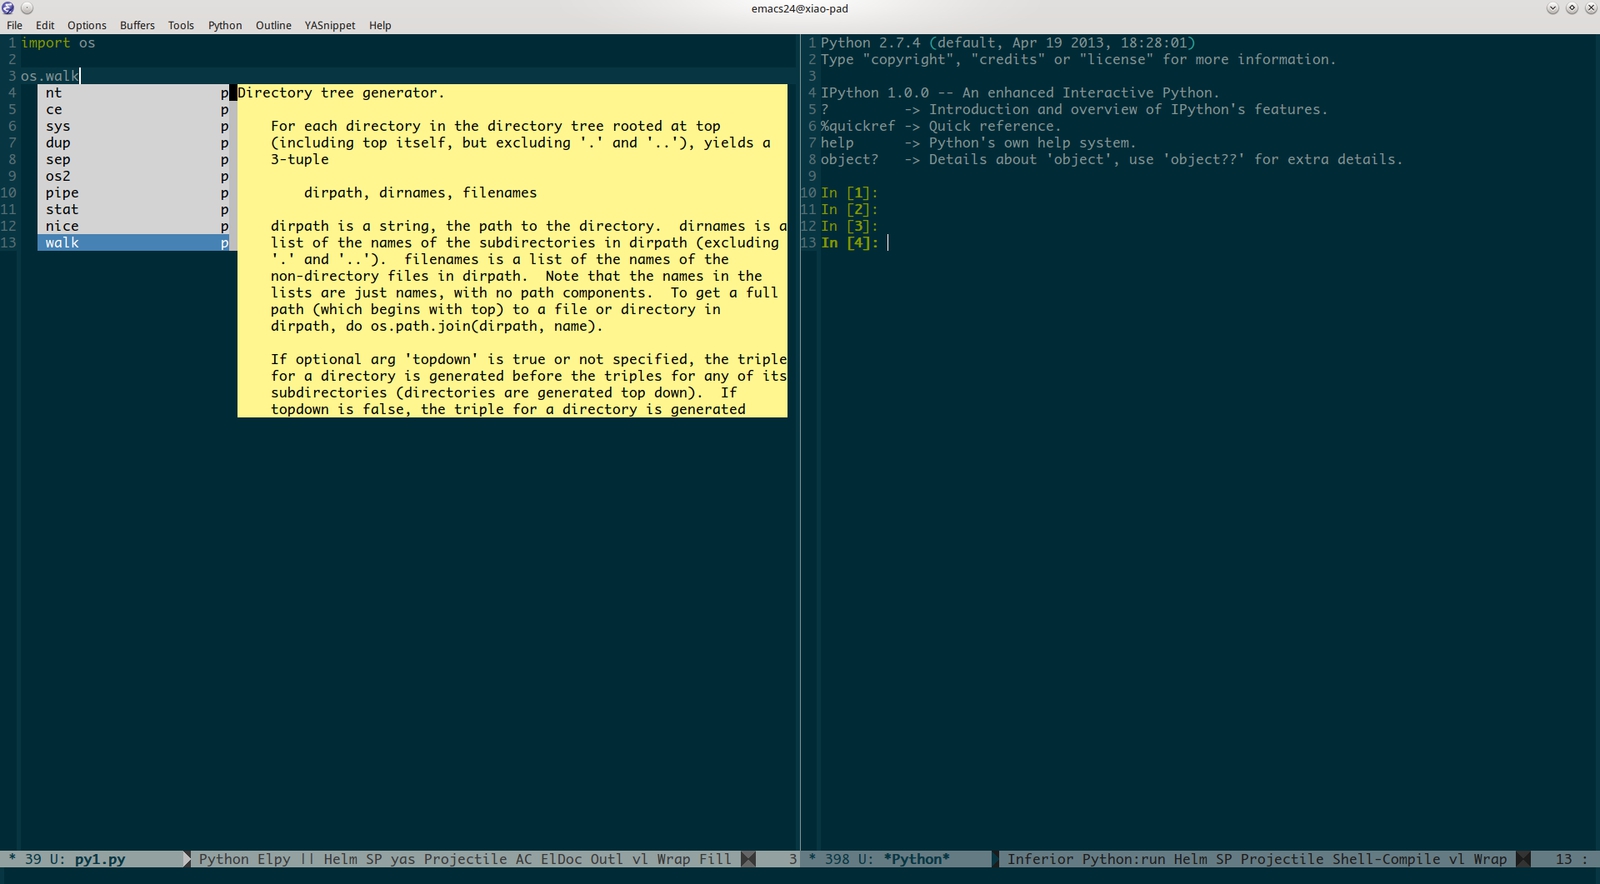 emacs24@xiao-pad
File Edit Options Buffers Tools Python Outline YASnippet Help
1 import os
2
3 os.walk
4 nt p
5 ce p
6 sys p
7 dup p
8 sep p
9 os2 p
10 pipe p
11 stat p
12 nice p
13 walk p
Directory tree generator.
For each directory in the directory tree rooted at top
(including top itself, but excluding '.' and '..'), yields a
3-tuple
dirpath, dirnames, filenames
dirpath is a string, the path to the directory.  dirnames is a
list of the names of the subdirectories in dirpath (excluding
'.' and '..').  filenames is a list of the names of the
non-directory files in dirpath.  Note that the names in the
lists are just names, with no path components.  To get a full
path (which begins with top) to a file or directory in
dirpath, do os.path.join(dirpath, name).
If optional arg 'topdown' is true or not specified, the triple
for a directory is generated before the triples for any of its
subdirectories (directories are generated top down).  If
topdown is false, the triple for a directory is generated
* 39 U: py1.py Python Elpy || Helm SP yas Projectile AC ElDoc Outl vl Wrap Fill 3
1 Python 2.7.4 (default, Apr 19 2013, 18:28:01)
2 Type "copyright", "credits" or "license" for more information.
3
4 IPython 1.0.0 -- An enhanced Interactive Python.
5 ?         -> Introduction and overview of IPython's features.
6 %quickref -> Quick reference.
7 help      -> Python's own help system.
8 object?   -> Details about 'object', use 'object??' for extra details.
9
10 In [1]:
11 In [2]:
12 In [3]:
13 In [4]:
* 398 U: *Python* Inferior Python:run Helm SP Projectile Shell-Compile vl Wrap 13 :